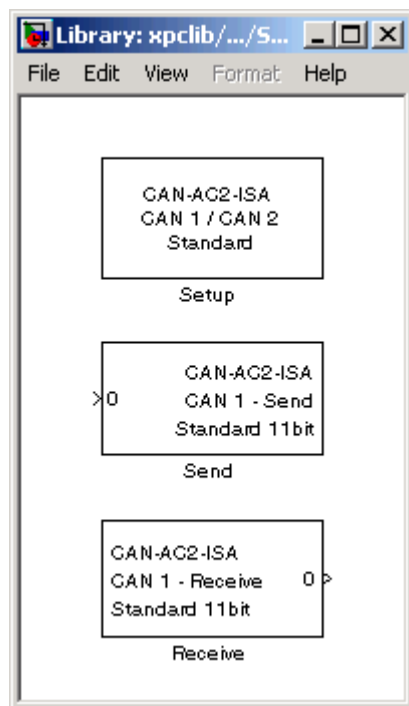 Library: xpclib/.../S...
File Edit View Format Help
CAN-AC2-ISA
CAN 1 / CAN 2
Standard
Setup
CAN-AC2-ISA
0 CAN 1 - Send
Standard 11bit
Send
CAN-AC2-ISA
CAN 1 - Receive 0
Standard 11bit
Receive